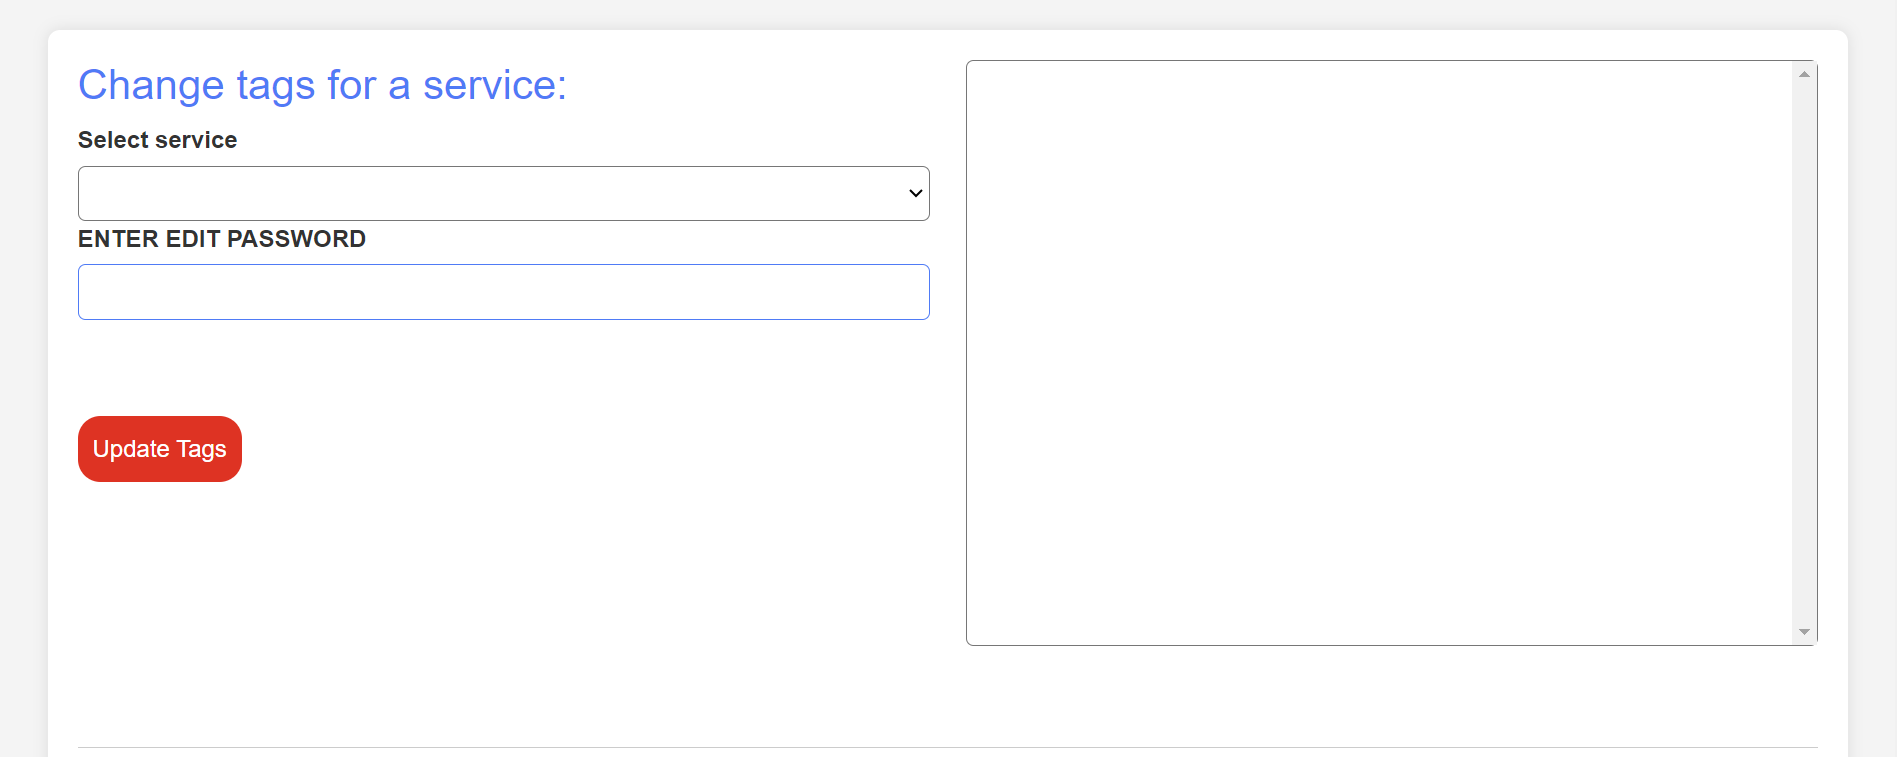 Change tags for a service:
Select service
ENTER EDIT PASSWORD
Update Tags